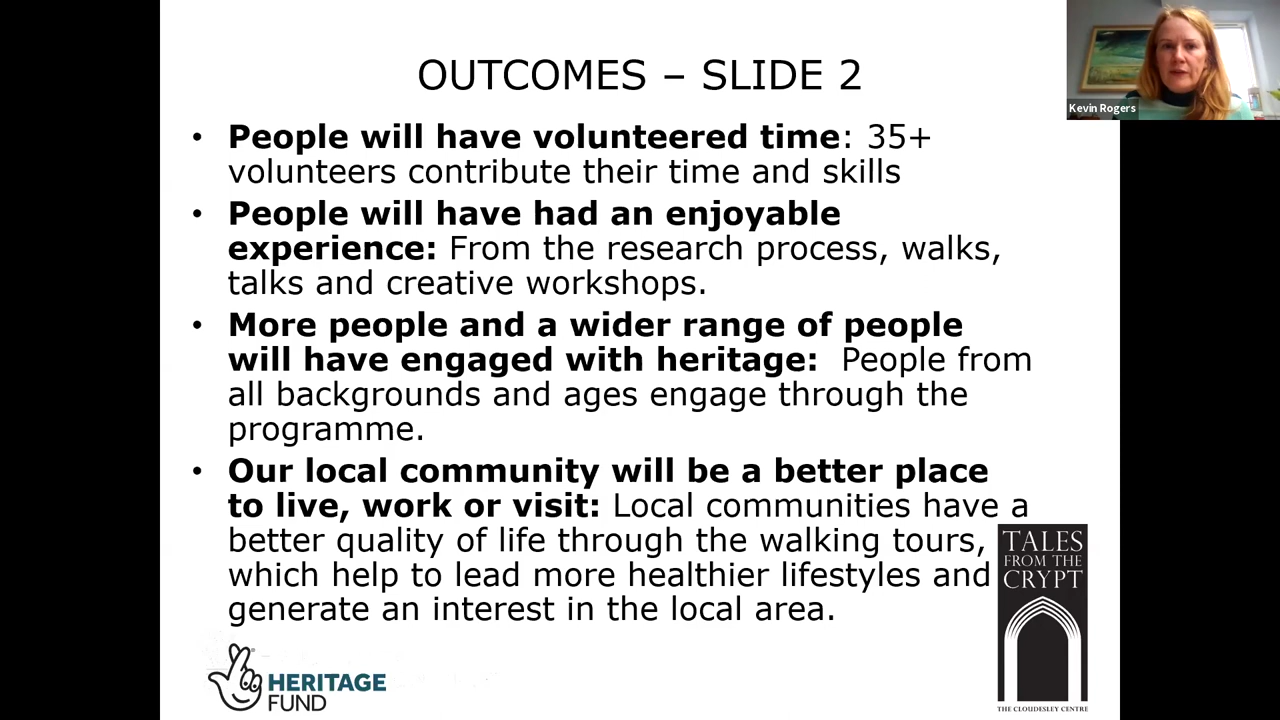 OUTCOMES – SLIDE 2
Kevin Rogers
• People will have volunteered time: 35+
volunteers contribute their time and skills
• People will have had an enjoyable
experience: From the research process, walks,
talks and creative workshops.
• More people and a wider range of people
will have engaged with heritage:  People from
all backgrounds and ages engage through the
programme.
• Our local community will be a better place
to live, work or visit: Local communities have a
better quality of life through the walking tours,
which help to lead more healthier lifestyles and
generate an interest in the local area.
TALES
FROM THE
CRYPT
THE CLOUDESLEY CENTRE
HERITAGE
FUND